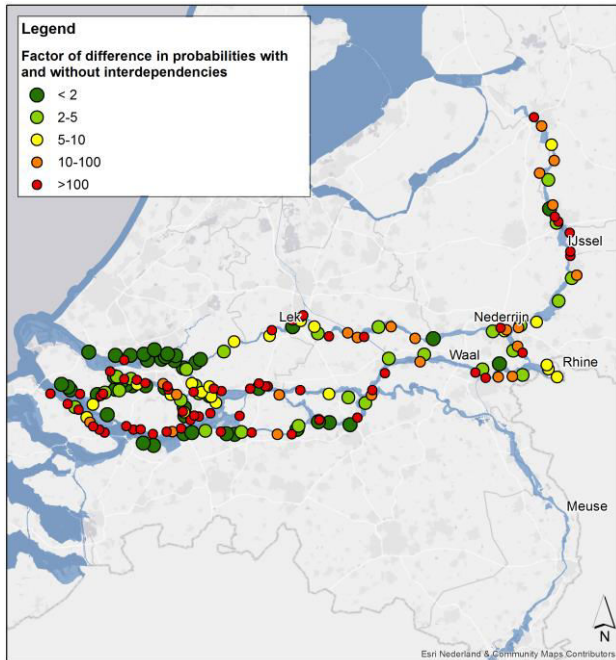 Legend
Factor of difference in probabilities with
and without interdependencies
< 2
2-5
5-10
10-100
>100
IJssel
Lek
Nederrijn
Waal
Rhine
Meuse
N
Esri Nederland & Community Maps Contributors